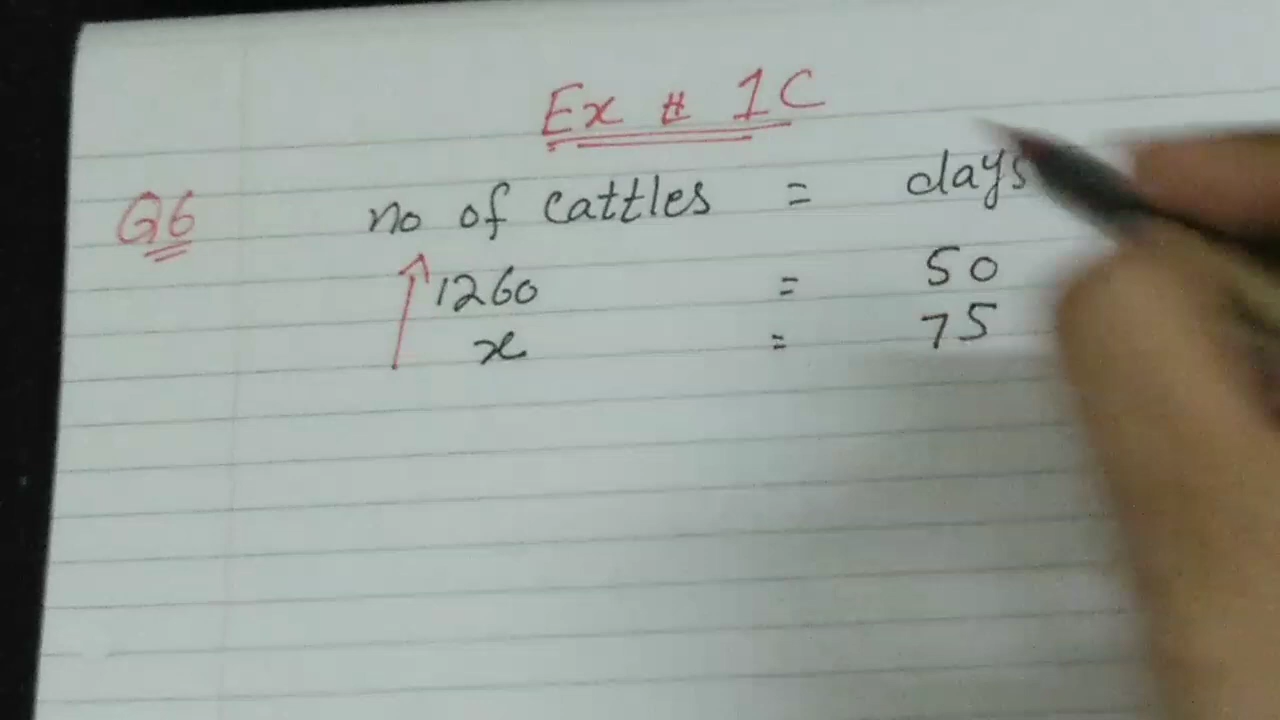 Ex # 1C
Q6 no of cattles = days
1260 = 50
x = 75